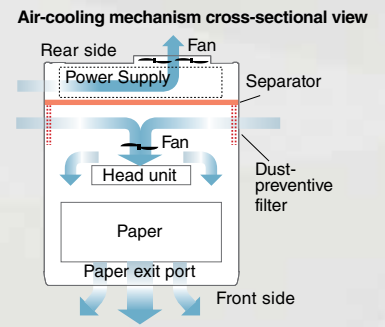 Air-cooling mechanism cross-sectional view
Rear side
Fan
Power Supply
Separator
Fan
Head unit
Dust-
preventive
filter
Paper
Paper exit port
Front side